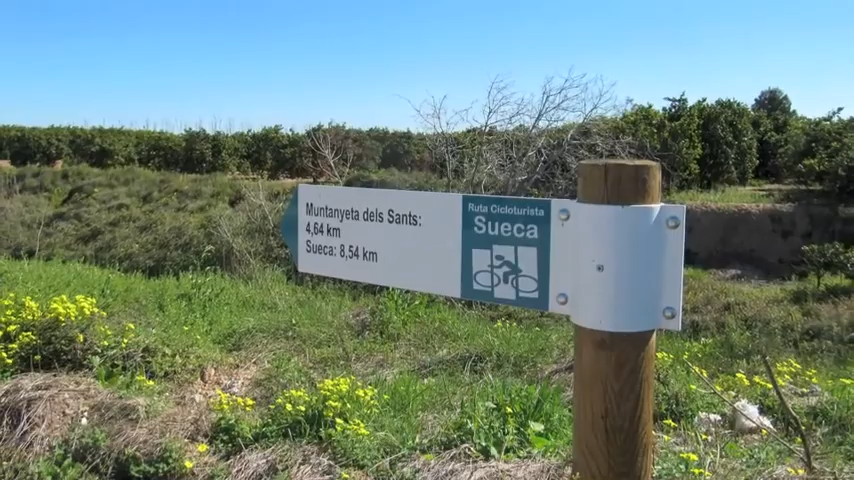 Muntanyeta dels Sants:
4,64 km
Sueca: 8,54 km
Ruta Cicloturista
Sueca